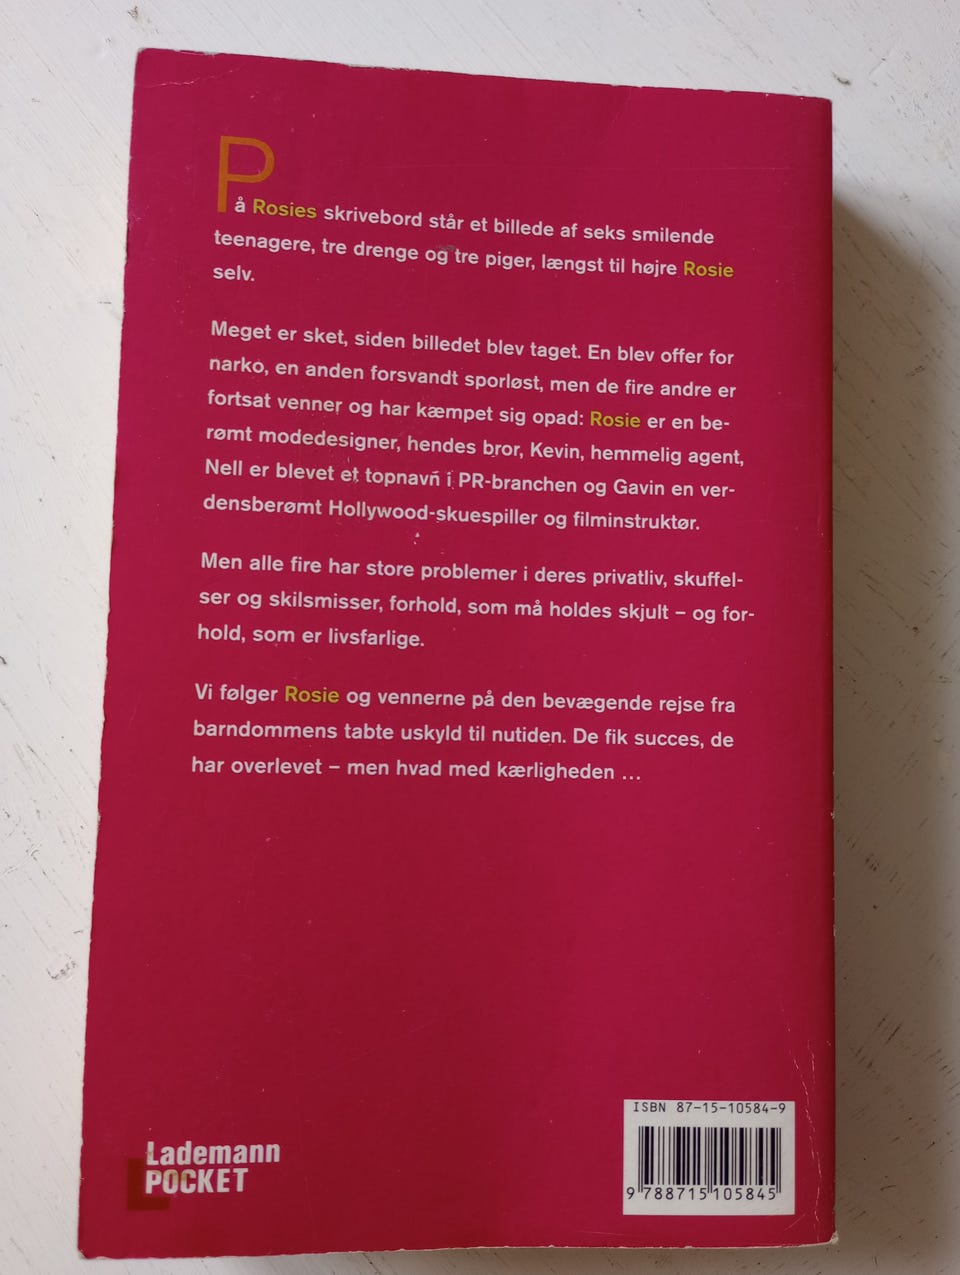 På Rosies skrivebord står et billede af seks smilende
teenagere, tre drenge og tre piger, længst til højre Rosie
selv.
Meget er sket, siden billedet blev taget. En blev offer for
narko, en anden forsvandt sporløst, men de fire andre er
fortsat venner og har kæmpet sig opad: Rosie er en be-
rømt modedesigner, hendes bror, Kevin, hemmelig agent,
Nell er blevet et topnavn i PR-branchen og Gavin en ver-
densberømt Hollywood-skuespiller og filminstruktør.
Men alle fire har store problemer i deres privatliv, skuffel-
ser og skilsmisser, forhold, som må holdes skjult – og for-
hold, som er livsfarlige.
Vi følger Rosie og vennerne på den bevægende rejse fra
barndommens tabte uskyld til nutiden. De fik succes, de
har overlevet – men hvad med kærligheden ...
Lademann
POCKET
ISBN 87-15-10584-9
9 788715 105845